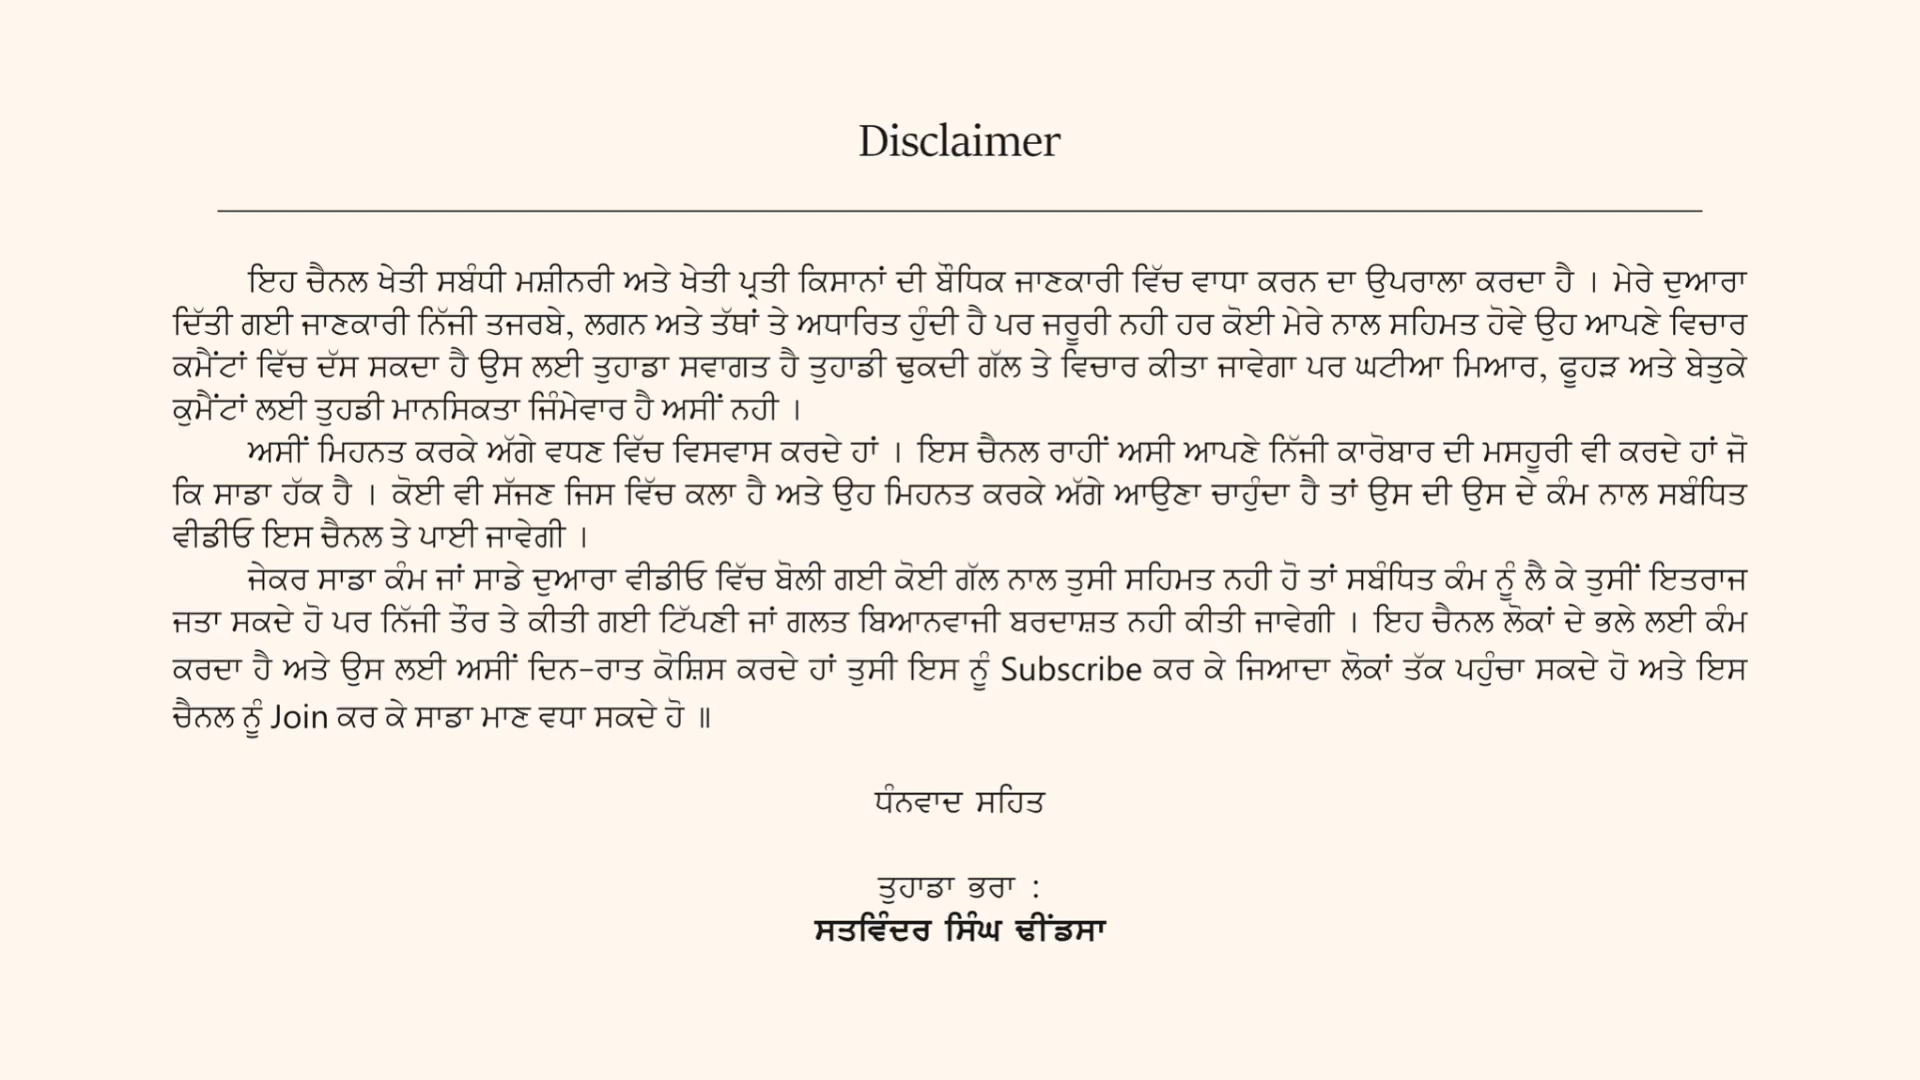 Disclaimer
ਇਹ ਚੈਨਲ ਖੇਤੀ ਸਬੰਧੀ ਮਸ਼ੀਨਰੀ ਅਤੇ ਖੇਤੀ ਪ੍ਰਤੀ ਕਿਸਾਨਾਂ ਦੀ ਬੌਧਿਕ ਜਾਣਕਾਰੀ ਵਿੱਚ ਵਾਧਾ ਕਰਨ ਦਾ ਉਪਰਾਲਾ ਕਰਦਾ ਹੈ । ਮੇਰੇ ਦੁਆਰਾ
ਦਿੱਤੀ ਗਈ ਜਾਣਕਾਰੀ ਨਿੱਜੀ ਤਜਰਬੇ, ਲਗਨ ਅਤੇ ਤੱਥਾਂ ਤੇ ਅਧਾਰਿਤ ਹੁੰਦੀ ਹੈ ਪਰ ਜਰੂਰੀ ਨਹੀ ਹਰ ਕੋਈ ਮੇਰੇ ਨਾਲ ਸਹਿਮਤ ਹੋਵੇ ਉਹ ਆਪਣੇ ਵਿਚਾਰ
ਕਮੈਂਟਾਂ ਵਿੱਚ ਦੱਸ ਸਕਦਾ ਹੈ ਉਸ ਲਈ ਤੁਹਾਡਾ ਸਵਾਗਤ ਹੈ ਤੁਹਾਡੀ ਢੁਕਦੀ ਗੱਲ ਤੇ ਵਿਚਾਰ ਕੀਤਾ ਜਾਵੇਗਾ ਪਰ ਘਟੀਆ ਮਿਆਰ, ਫੂਹੜ ਅਤੇ ਬੇਤੁਕੇ
ਕੁਮੈਂਟਾਂ ਲਈ ਤੁਹਡੀ ਮਾਨਸਿਕਤਾ ਜਿੰਮੇਵਾਰ ਹੈ ਅਸੀਂ ਨਹੀ ।
ਅਸੀਂ ਮਿਹਨਤ ਕਰਕੇ ਅੱਗੇ ਵਧਣ ਵਿੱਚ ਵਿਸਵਾਸ ਕਰਦੇ ਹਾਂ । ਇਸ ਚੈਨਲ ਰਾਹੀਂ ਅਸੀ ਆਪਣੇ ਨਿੱਜੀ ਕਾਰੋਬਾਰ ਦੀ ਮਸਹੂਰੀ ਵੀ ਕਰਦੇ ਹਾਂ ਜੋ
ਕਿ ਸਾਡਾ ਹੱਕ ਹੈ । ਕੋਈ ਵੀ ਸੱਜਣ ਜਿਸ ਵਿੱਚ ਕਲਾ ਹੈ ਅਤੇ ਉਹ ਮਿਹਨਤ ਕਰਕੇ ਅੱਗੇ ਆਉਣਾ ਚਾਹੁੰਦਾ ਹੈ ਤਾਂ ਉਸ ਦੀ ਉਸ ਦੇ ਕੰਮ ਨਾਲ ਸਬੰਧਿਤ
ਵੀਡੀਓ ਇਸ ਚੈਨਲ ਤੇ ਪਾਈ ਜਾਵੇਗੀ ।
ਜੇਕਰ ਸਾਡਾ ਕੰਮ ਜਾਂ ਸਾਡੇ ਦੁਆਰਾ ਵੀਡੀਓ ਵਿੱਚ ਬੋਲੀ ਗਈ ਕੋਈ ਗੱਲ ਨਾਲ ਤੁਸੀ ਸਹਿਮਤ ਨਹੀ ਹੋ ਤਾਂ ਸਬੰਧਿਤ ਕੰਮ ਨੂੰ ਲੈ ਕੇ ਤੁਸੀਂ ਇਤਰਾਜ
ਜਤਾ ਸਕਦੇ ਹੋ ਪਰ ਨਿੱਜੀ ਤੌਰ ਤੇ ਕੀਤੀ ਗਈ ਟਿੱਪਣੀ ਜਾਂ ਗਲਤ ਬਿਆਨਵਾਜੀ ਬਰਦਾਸ਼ਤ ਨਹੀ ਕੀਤੀ ਜਾਵੇਗੀ । ਇਹ ਚੈਨਲ ਲੋਕਾਂ ਦੇ ਭਲੇ ਲਈ ਕੰਮ
ਕਰਦਾ ਹੈ ਅਤੇ ਉਸ ਲਈ ਅਸੀਂ ਦਿਨ-ਰਾਤ ਕੋਸ਼ਿਸ ਕਰਦੇ ਹਾਂ ਤੁਸੀ ਇਸ ਨੂੰ Subscribe ਕਰ ਕੇ ਜਿਆਦਾ ਲੋਕਾਂ ਤੱਕ ਪਹੁੰਚਾ ਸਕਦੇ ਹੋ ਅਤੇ ਇਸ
ਚੈਨਲ ਨੂੰ Join ਕਰ ਕੇ ਸਾਡਾ ਮਾਣ ਵਧਾ ਸਕਦੇ ਹੋ ॥
ਧੰਨਵਾਦ ਸਹਿਤ
ਤੁਹਾਡਾ ਭਰਾ :
ਸਤਵਿੰਦਰ ਸਿੰਘ ਢੀਂਡਸਾ